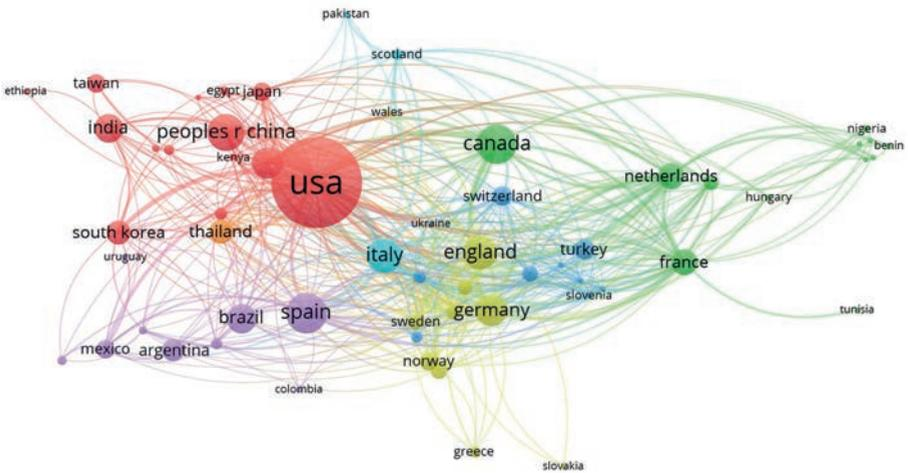 pakistan
scotland
taiwan
ethiopia
egypt
japan
wales
india
peoples r china
nigeria
canada
benin
kenya
usa
netherlands
switzerland
hungary
ukraine
south korea
thailand
italy
england
turkey
uruguay
france
slovenia
tunisia
brazil
spain
germany
sweden
mexico
argentina
norway
colombia
greece
slovakia